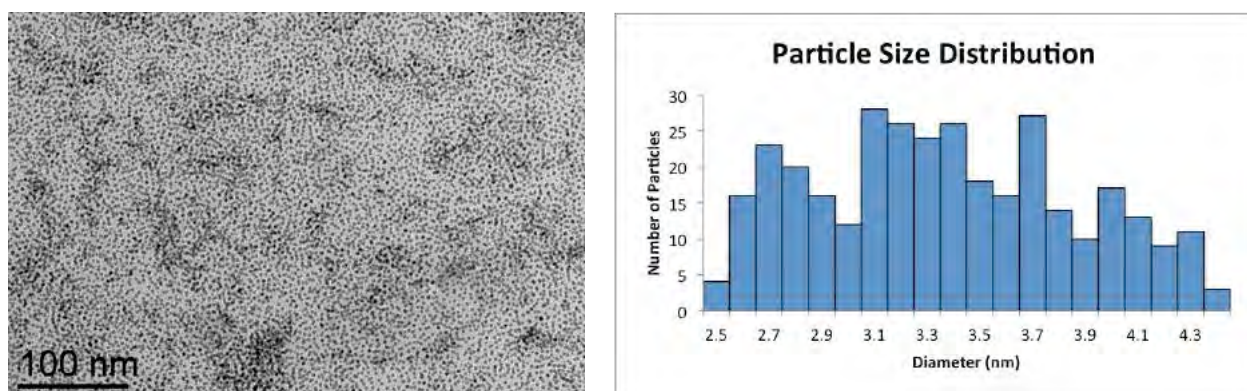 100 nm
Particle Size Distribution
Number of Particles
30
25
20
15
10
5
0
2.5 2.7 2.9 3.1 3.3 3.5 3.7 3.9 4.1 4.3
Diameter (nm)